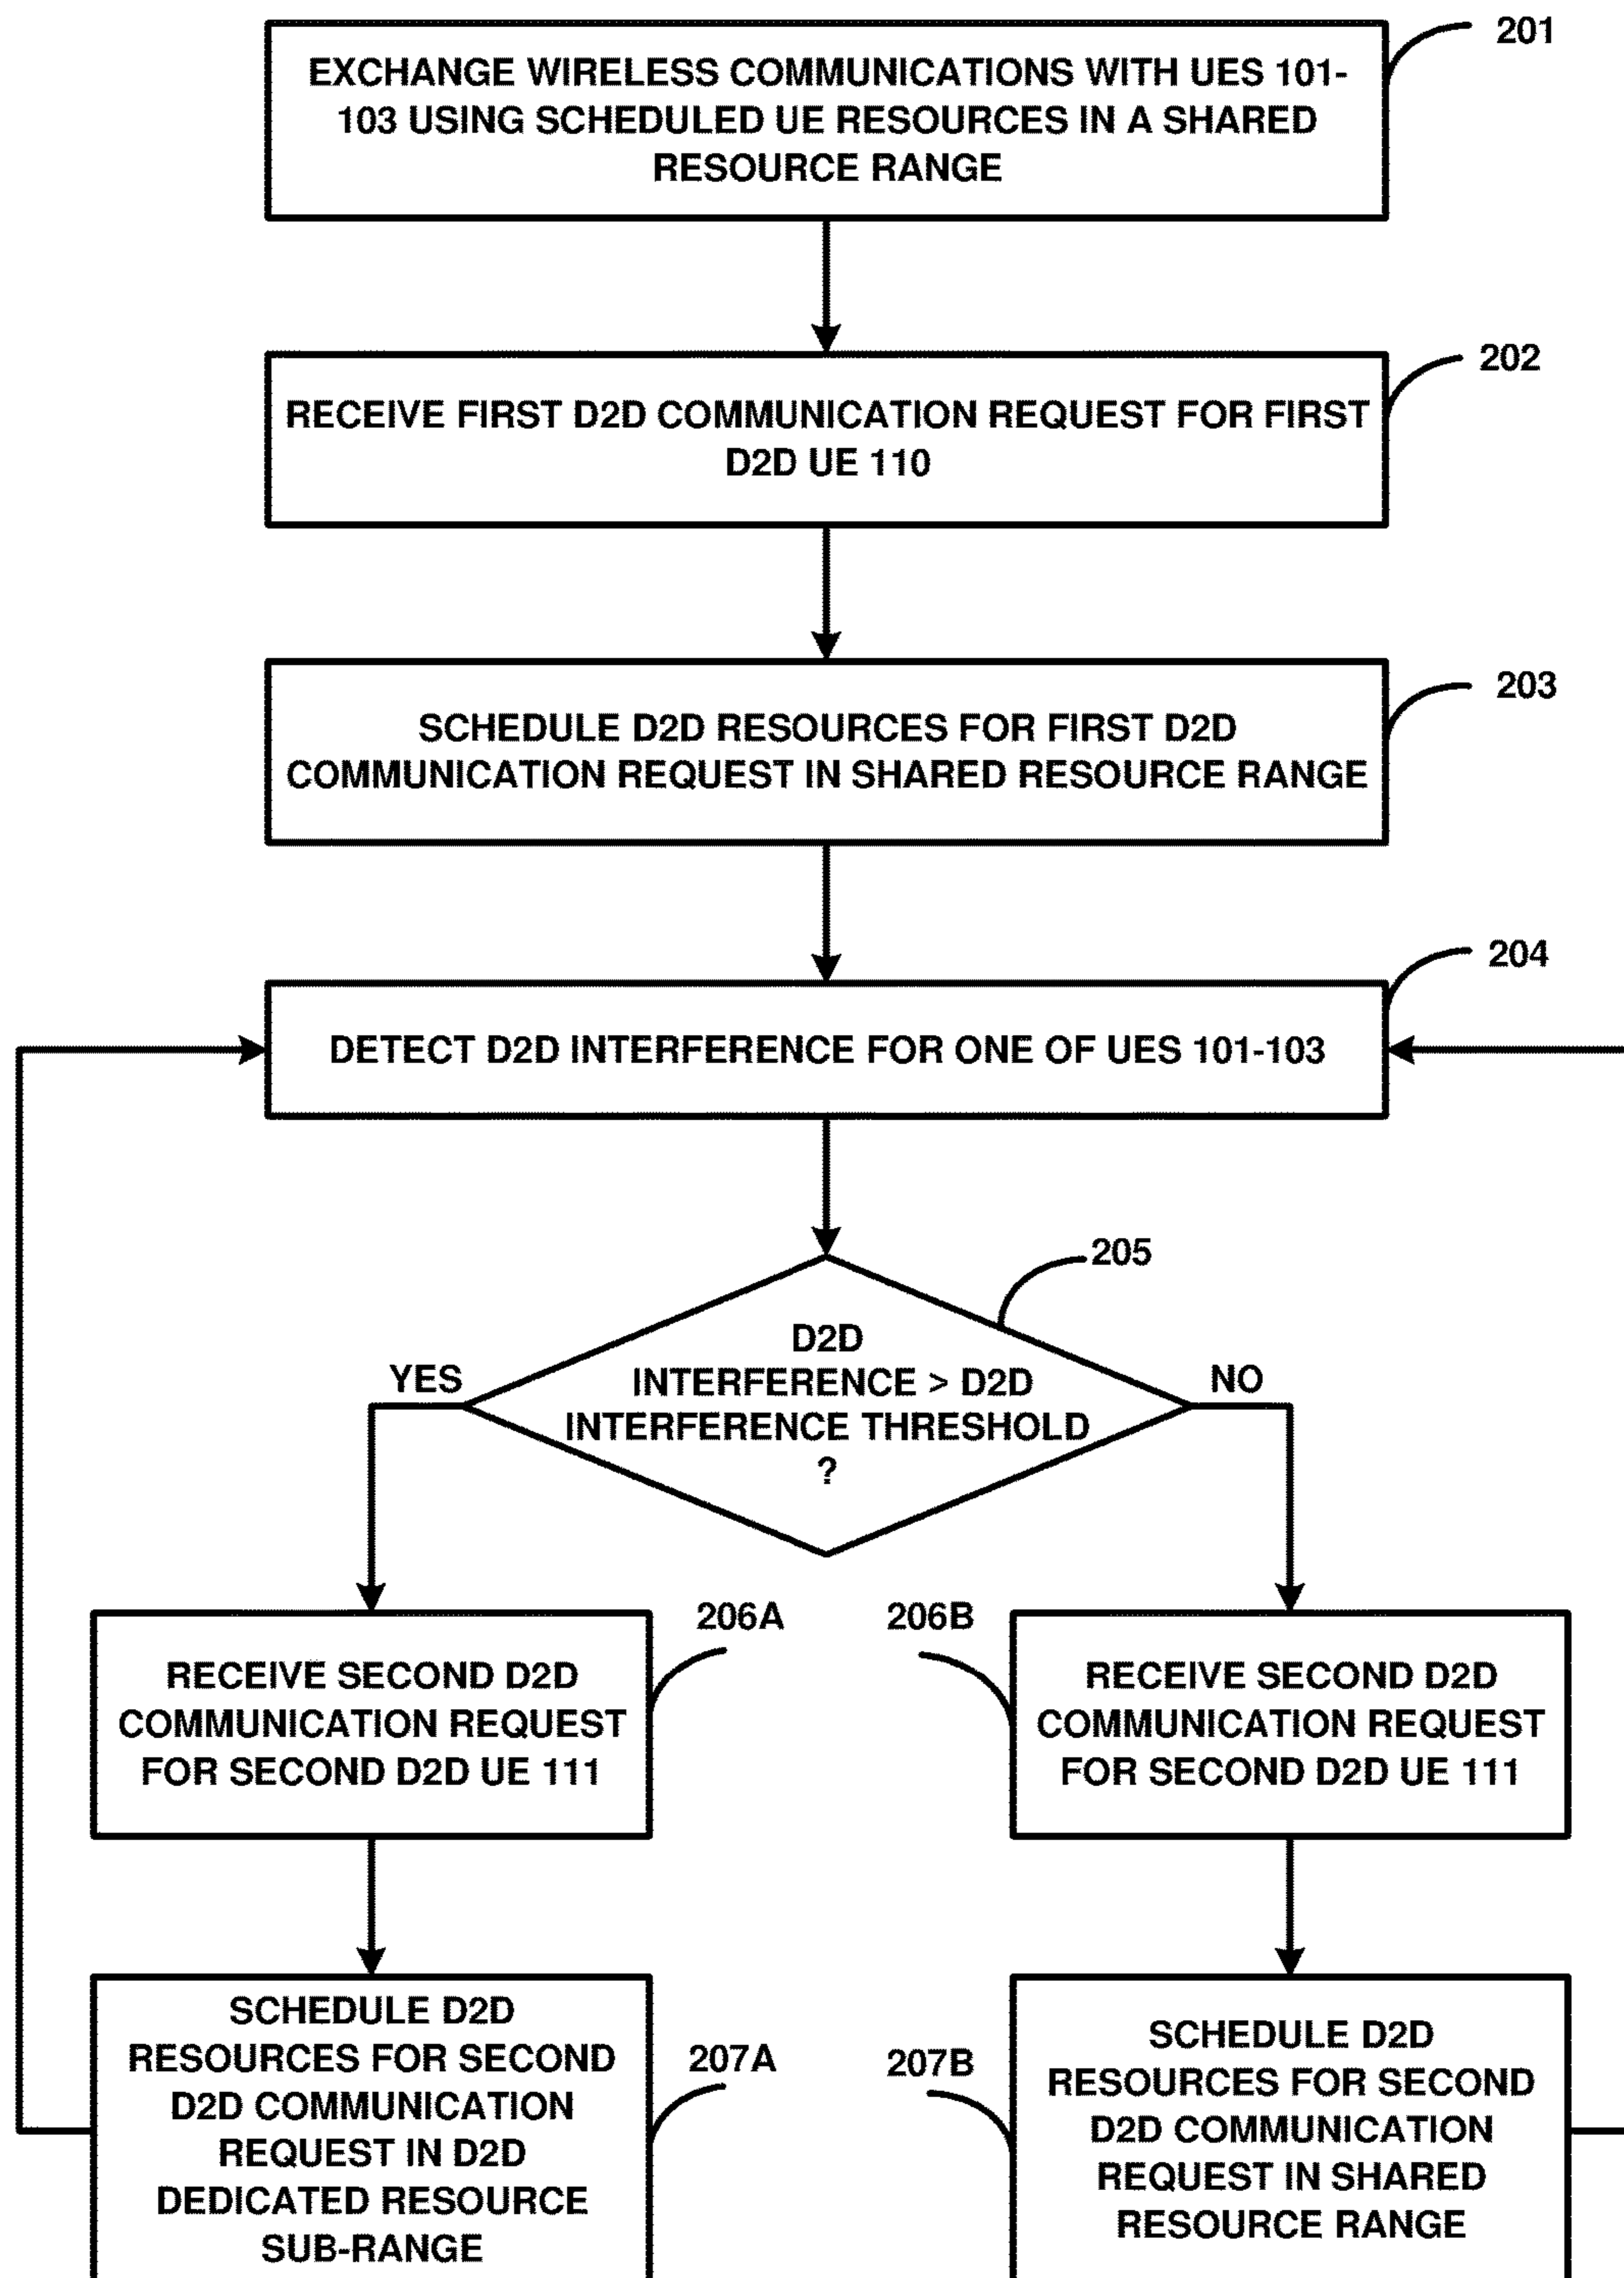 201
EXCHANGE WIRELESS COMMUNICATIONS WITH UES 101-
103 USING SCHEDULED UE RESOURCES IN A SHARED
RESOURCE RANGE
202
RECEIVE FIRST D2D COMMUNICATION REQUEST FOR FIRST
D2D UE 110
203
SCHEDULE D2D RESOURCES FOR FIRST D2D
COMMUNICATION REQUEST IN SHARED RESOURCE RANGE
204
DETECT D2D INTERFERENCE FOR ONE OF UES 101-103
205
D2D
INTERFERENCE > D2D
INTERFERENCE THRESHOLD
?
YES
NO
206A
RECEIVE SECOND D2D
COMMUNICATION REQUEST
FOR SECOND D2D UE 111
206B
RECEIVE SECOND D2D
COMMUNICATION REQUEST
FOR SECOND D2D UE 111
207A
SCHEDULE D2D
RESOURCES FOR SECOND
D2D COMMUNICATION
REQUEST IN D2D
DEDICATED RESOURCE
SUB-RANGE
207B
SCHEDULE D2D
RESOURCES FOR SECOND
D2D COMMUNICATION
REQUEST IN SHARED
RESOURCE RANGE